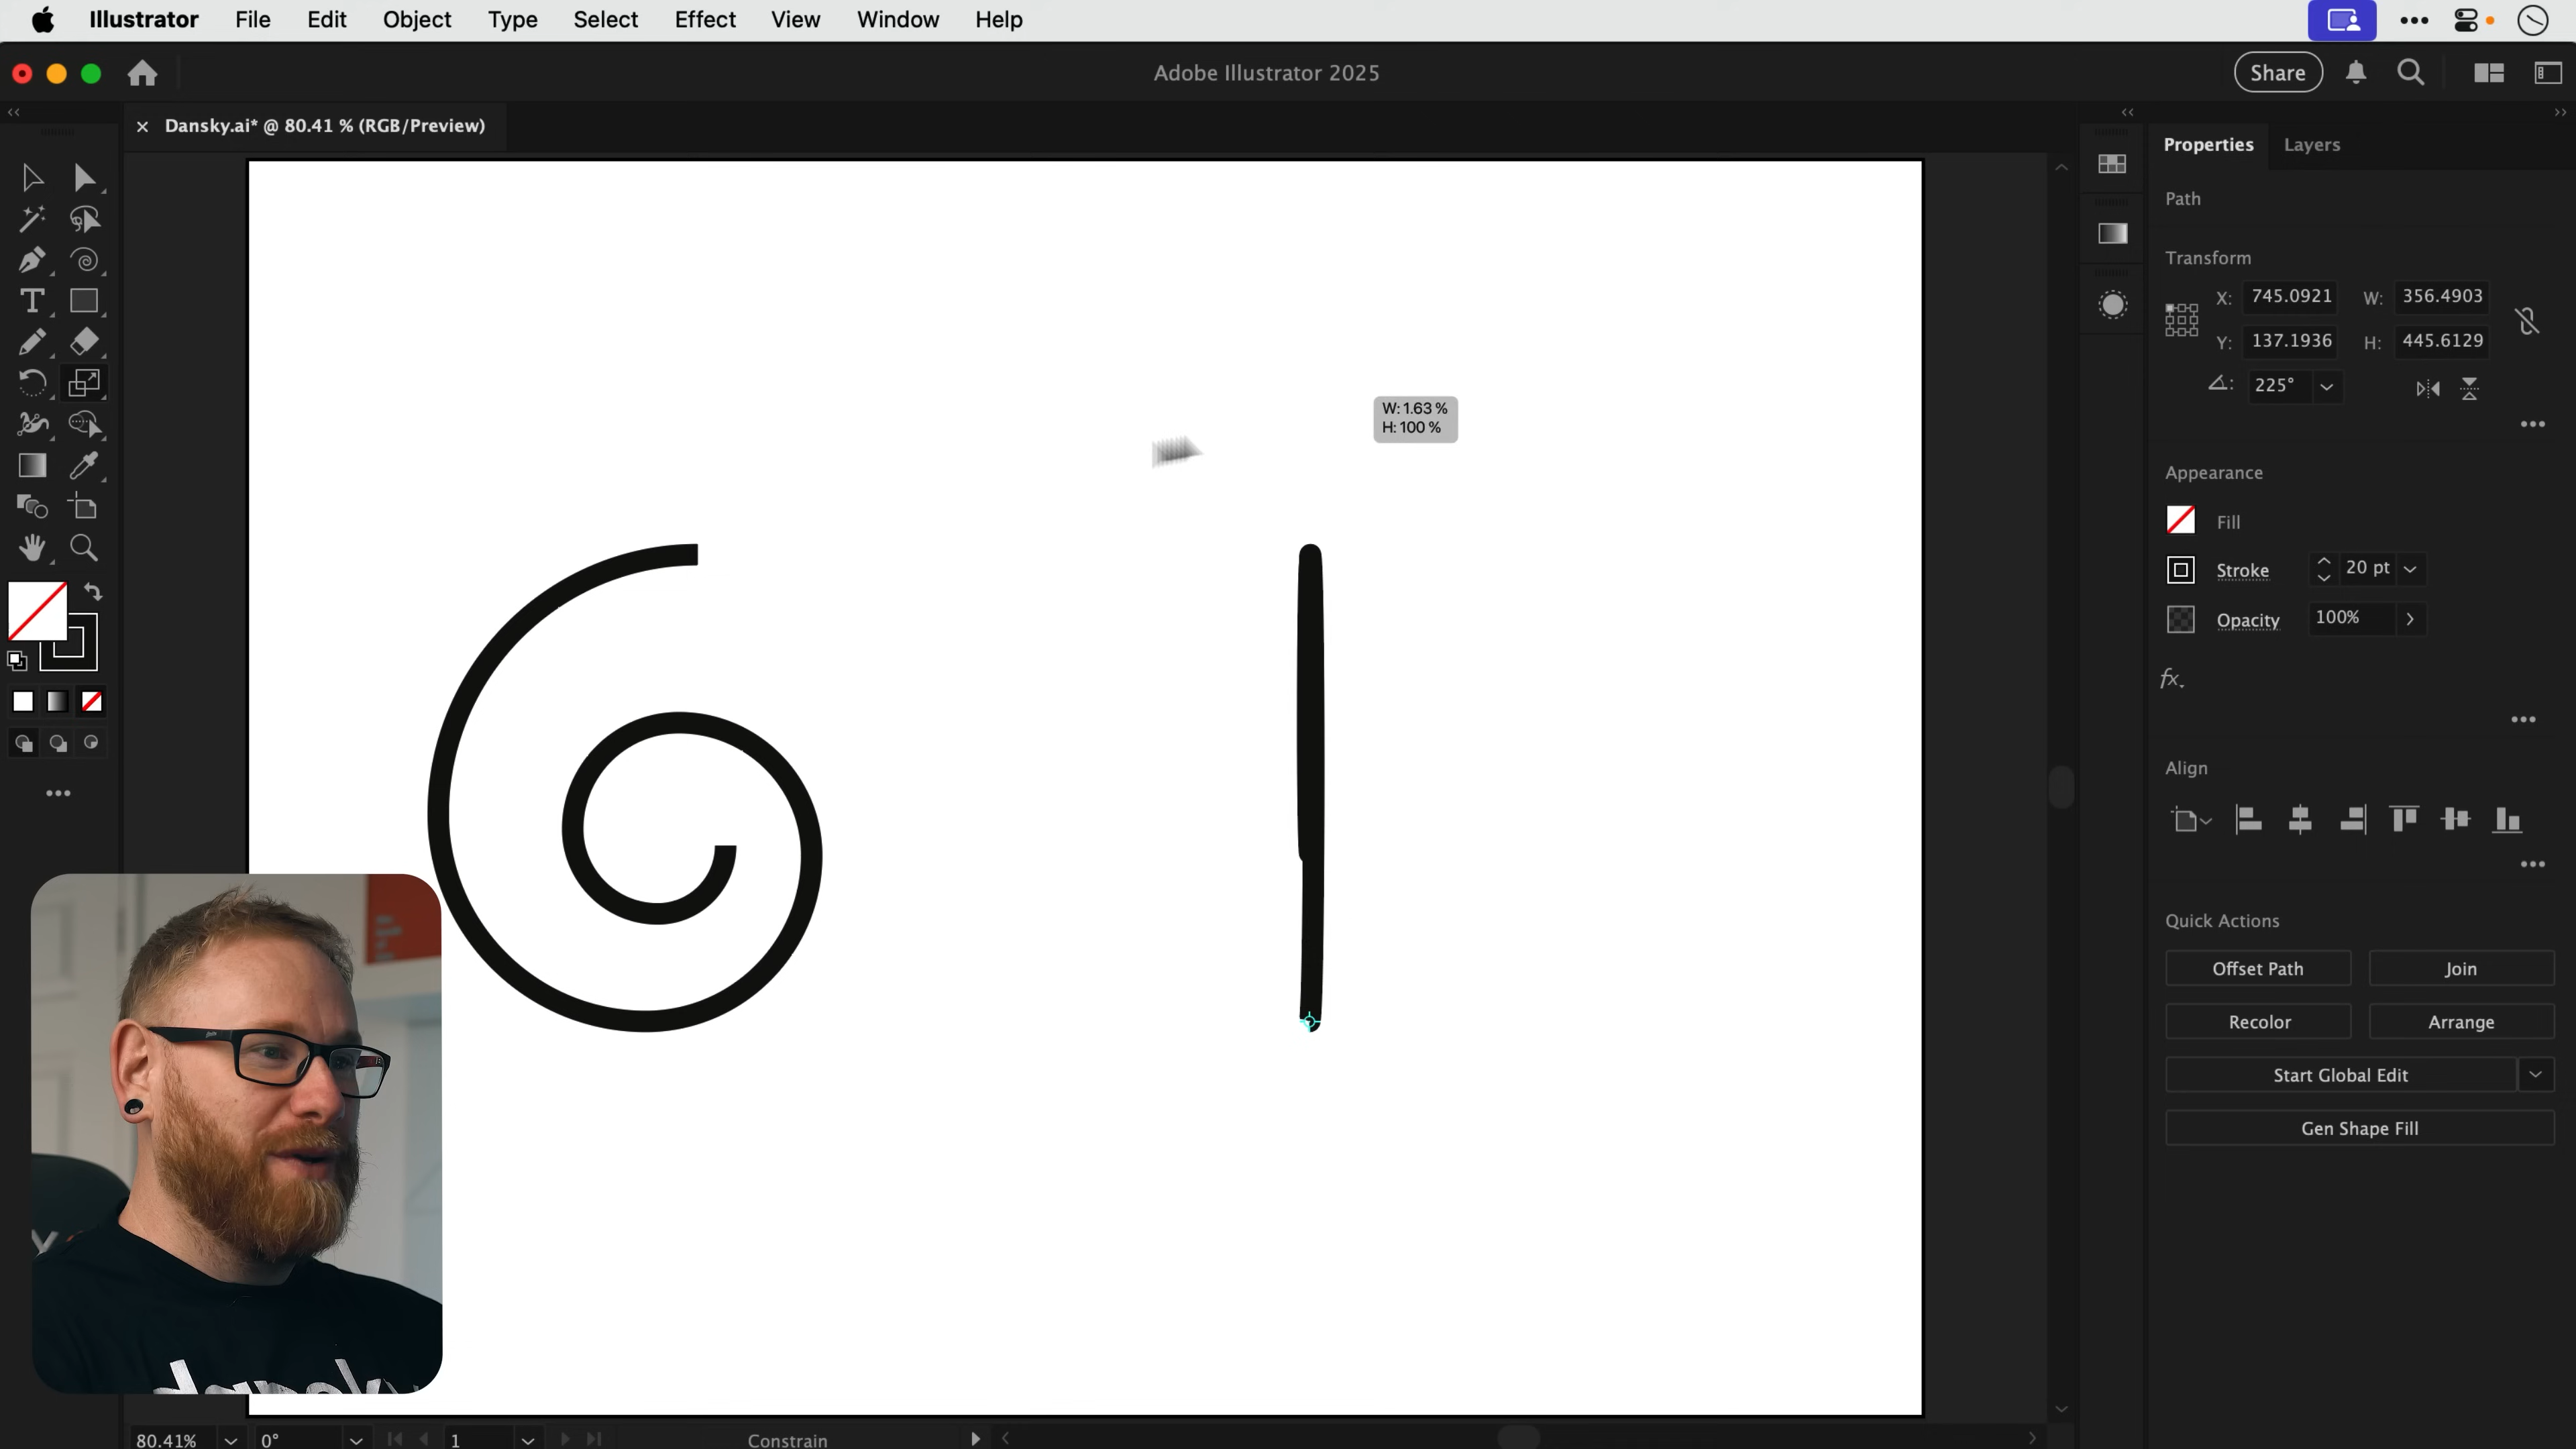 Illustrator File Edit Object Type Select Effect View Window Help
Adobe Illustrator 2025
Share
Dansky.ai* @ 80.41 % (RGB/Preview)
Properties Layers
Path
Transform
X: 745.0921 W: 356.4903
Y: 137.1936 H: 445.6129
225°
W: 1.63 %
H: 100 %
Appearance
Fill
Stroke 20 pt
Opacity 100%
fx
Align
Quick Actions
Offset Path Join
Recolor Arrange
Start Global Edit
Gen Shape Fill
80.41% 0° 1 Constrain